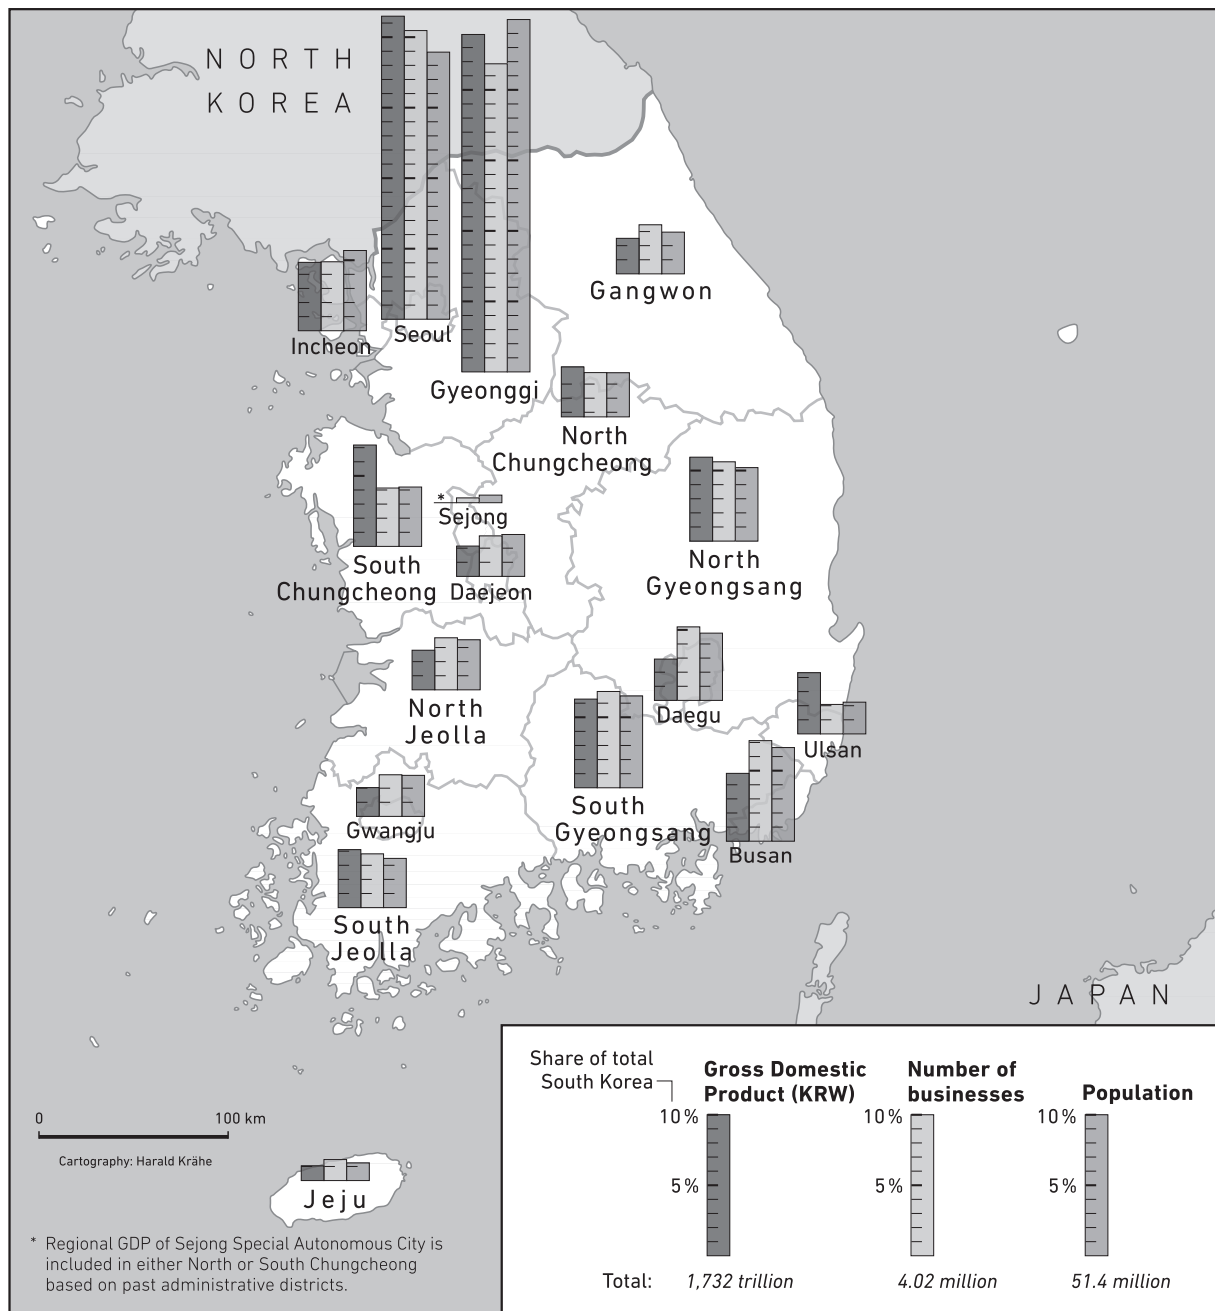 NORTH
KOREA
Gangwon
Incheon
Seoul
Gyeonggi
North
Chungcheong
*
Sejong
South
Chungcheong
Daejeon
North
Gyeongsang
North
Jeolla
Daegu
Ulsan
South
Gyeongsang
Gwangju
Busan
South
Jeolla
JAPAN
0 100 km
Cartography: Harald Krähe
Jeju
* Regional GDP of Sejong Special Autonomous City is
included in either North or South Chungcheong
based on past administrative districts.
Share of total
South Korea
Gross Domestic
Product (KRW)
Number of
businesses
Population
10% 10% 10%
5% 5% 5%
Total: 1,732 trillion 4.02 million 51.4 million